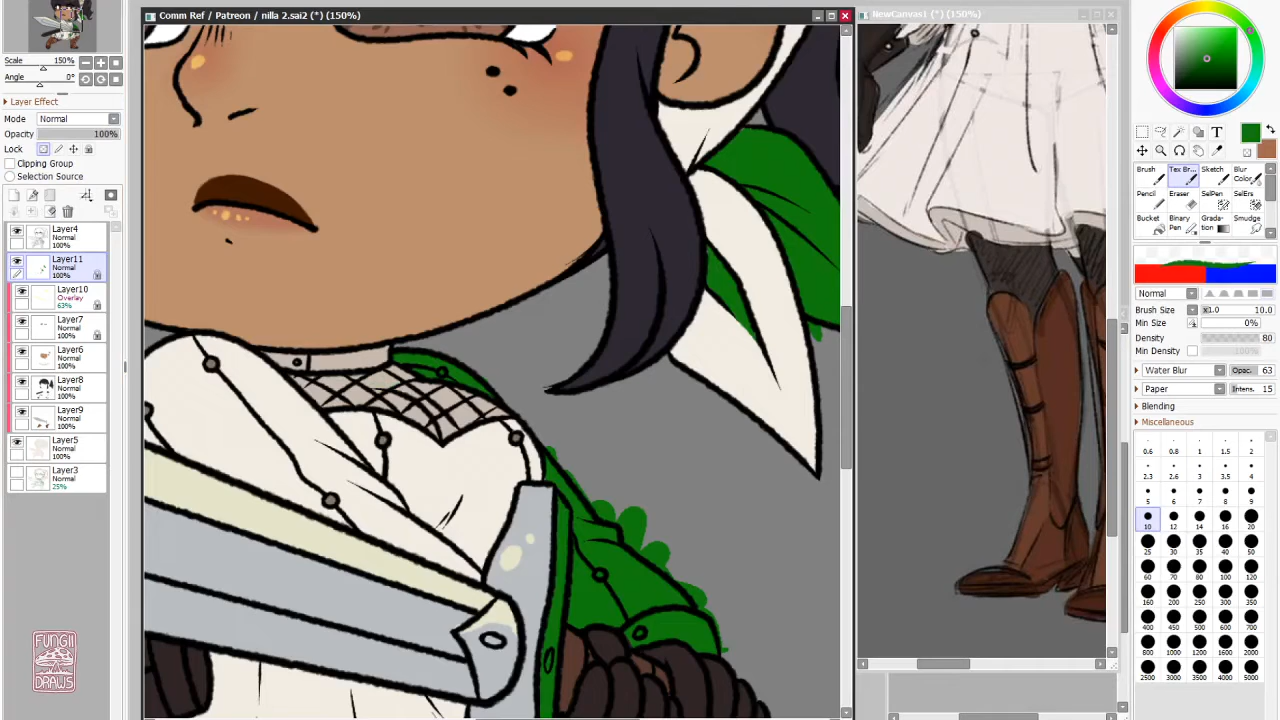 Comm Ref / Patreon / nilla 2.sai2 (*) (150%)
NewCanvas1 (*) (150%)
Scale 150%
Angle 0°
Layer Effect
Mode Normal
Opacity 100%
Lock
Clipping Group
Selection Source
Layer4
Normal
100%
Layer11
Normal
100%
Layer10
Overlay
63%
Layer7
Normal
100%
Layer6
Normal
100%
Layer8
Normal
100%
Layer9
Normal
100%
Layer5
Normal
100%
Layer3
Normal
25%
FUNGII
DRAWS
T
Brush Tex Br... Sketch Blur
Color...
Pencil Eraser SelPen SelErs
Bucket Binary Grada- Smudge
Pen tion
Normal
Brush Size x1.0 10.0
Min Size 0%
Density 80
Min Density 100%
Water Blur Opac. 63
Paper Intens. 15
Blending
Miscellaneous
0.6 0.8 1 1.5 2
2.3 2.6 3 3.5 4
5 6 7 8 9
10 12 14 16 20
25 30 35 40 50
60 70 80 100 120
160 200 250 300 350
400 450 500 600 700
800 1000 1200 1400 1600
2500 3000 3500 4000 5000